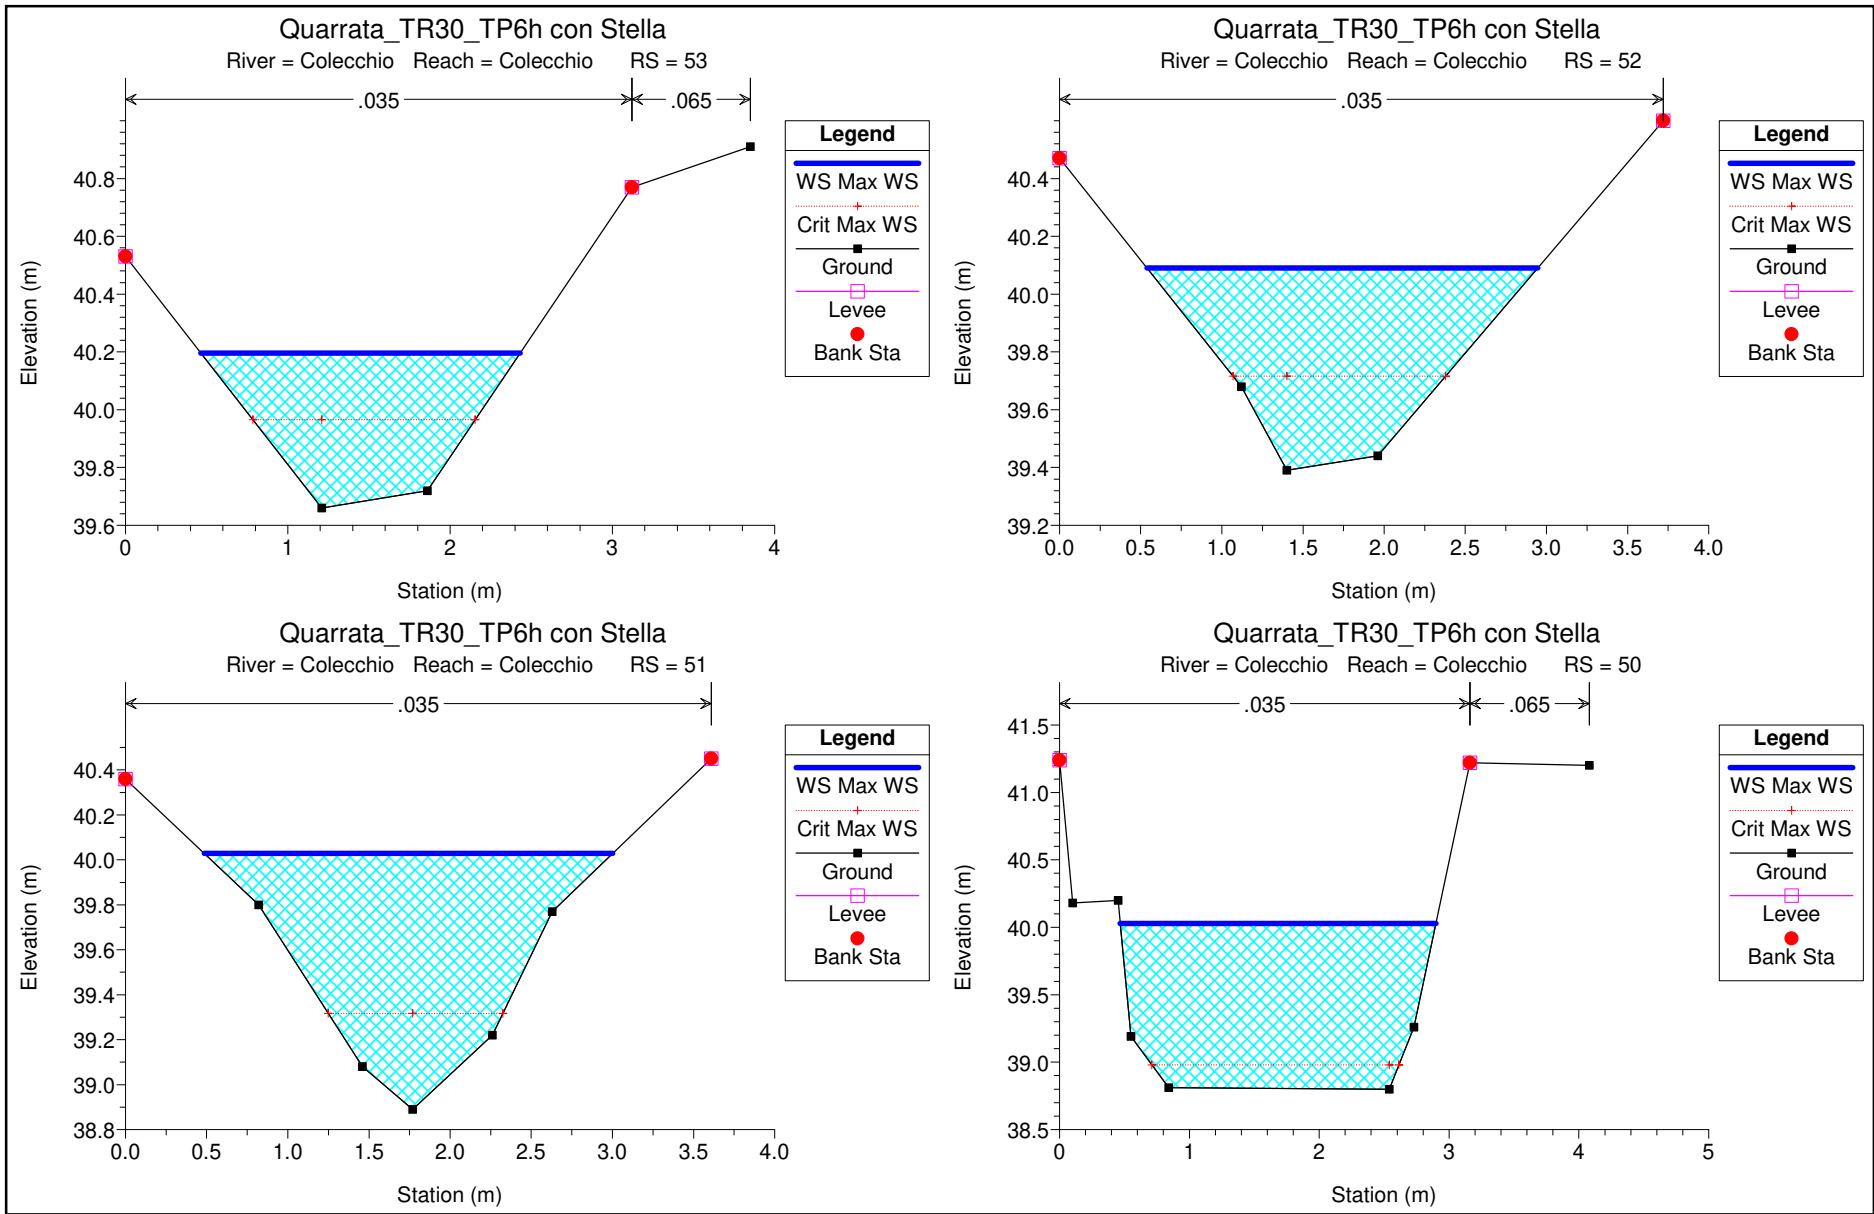 Quarrata_TR30_TP6h con Stella
River = Colecchio Reach = Colecchio RS = 53
.035
.065
40.8
40.6
40.4
40.2
40.0
39.8
39.6
0
1
2
3
4
Elevation (m)
Station (m)
Legend
WS Max WS
Crit Max WS
Ground
Levee
Bank Sta
Quarrata_TR30_TP6h con Stella
River = Colecchio Reach = Colecchio RS = 52
.035
40.4
40.2
40.0
39.8
39.6
39.4
39.2
0.0
0.5
1.0
1.5
2.0
2.5
3.0
3.5
4.0
Elevation (m)
Station (m)
Legend
WS Max WS
Crit Max WS
Ground
Levee
Bank Sta
Quarrata_TR30_TP6h con Stella
River = Colecchio Reach = Colecchio RS = 51
.035
40.4
40.2
40.0
39.8
39.6
39.4
39.2
39.0
38.8
0.0
0.5
1.0
1.5
2.0
2.5
3.0
3.5
4.0
Elevation (m)
Station (m)
Legend
WS Max WS
Crit Max WS
Ground
Levee
Bank Sta
Quarrata_TR30_TP6h con Stella
River = Colecchio Reach = Colecchio RS = 50
.035
.065
41.5
41.0
40.5
40.0
39.5
39.0
38.5
0
1
2
3
4
5
Elevation (m)
Station (m)
Legend
WS Max WS
Crit Max WS
Ground
Levee
Bank Sta